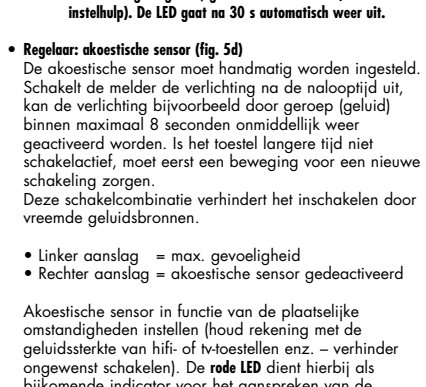 instelhulp). De LED gaat na 30 s automatisch weer uit.
• Regelaar: akoestische sensor (fig. 5d)
De akoestische sensor moet handmatig worden ingesteld.
Schakelt de melder de verlichting na de nalooptijd uit,
kan de verlichting bijvoorbeeld door geroep (geluid)
binnen maximaal 8 seconden onmiddellijk weer
geactiveerd worden. Is het toestel langere tijd niet
schakelactief, moet eerst een beweging voor een nieuwe
schakeling zorgen.
Deze schakelcombinatie verhindert het inschakelen door
vreemde geluidsbronnen.
• Linker aanslag = max. gevoeligheid
• Rechter aanslag = akoestische sensor gedeactiveerd
Akoestische sensor in functie van de plaatselijke
omstandigheden instellen (houd rekening met de
geluidssterkte van hifi- of tv-toestellen enz. – verhinder
ongewenst schakelen). De rode LED dient hierbij als
bijkomende indicator voor het aanspreken van de